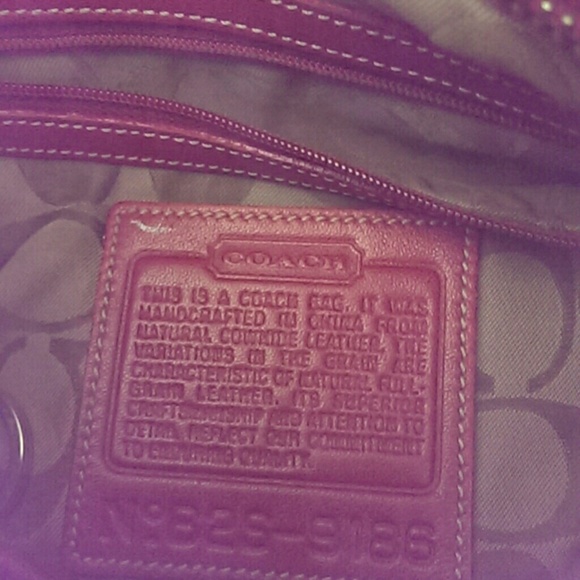 COACH
THIS IS A COACH BAG. IT WAS
HANDCRAFTED IN CHINA FROM
NATURAL COWHIDE LEATHER. THE
VARIATIONS IN THE GRAIN ARE
CHARACTERISTIC OF NATURAL FULL
GRAIN LEATHER. ITS SUPERIOR
CRAFTSMANSHIP AND ATTENTION TO
DETAIL REFLECT OUR COMMITMENT
TO ENDURING QUALITY.
Nº826-9186